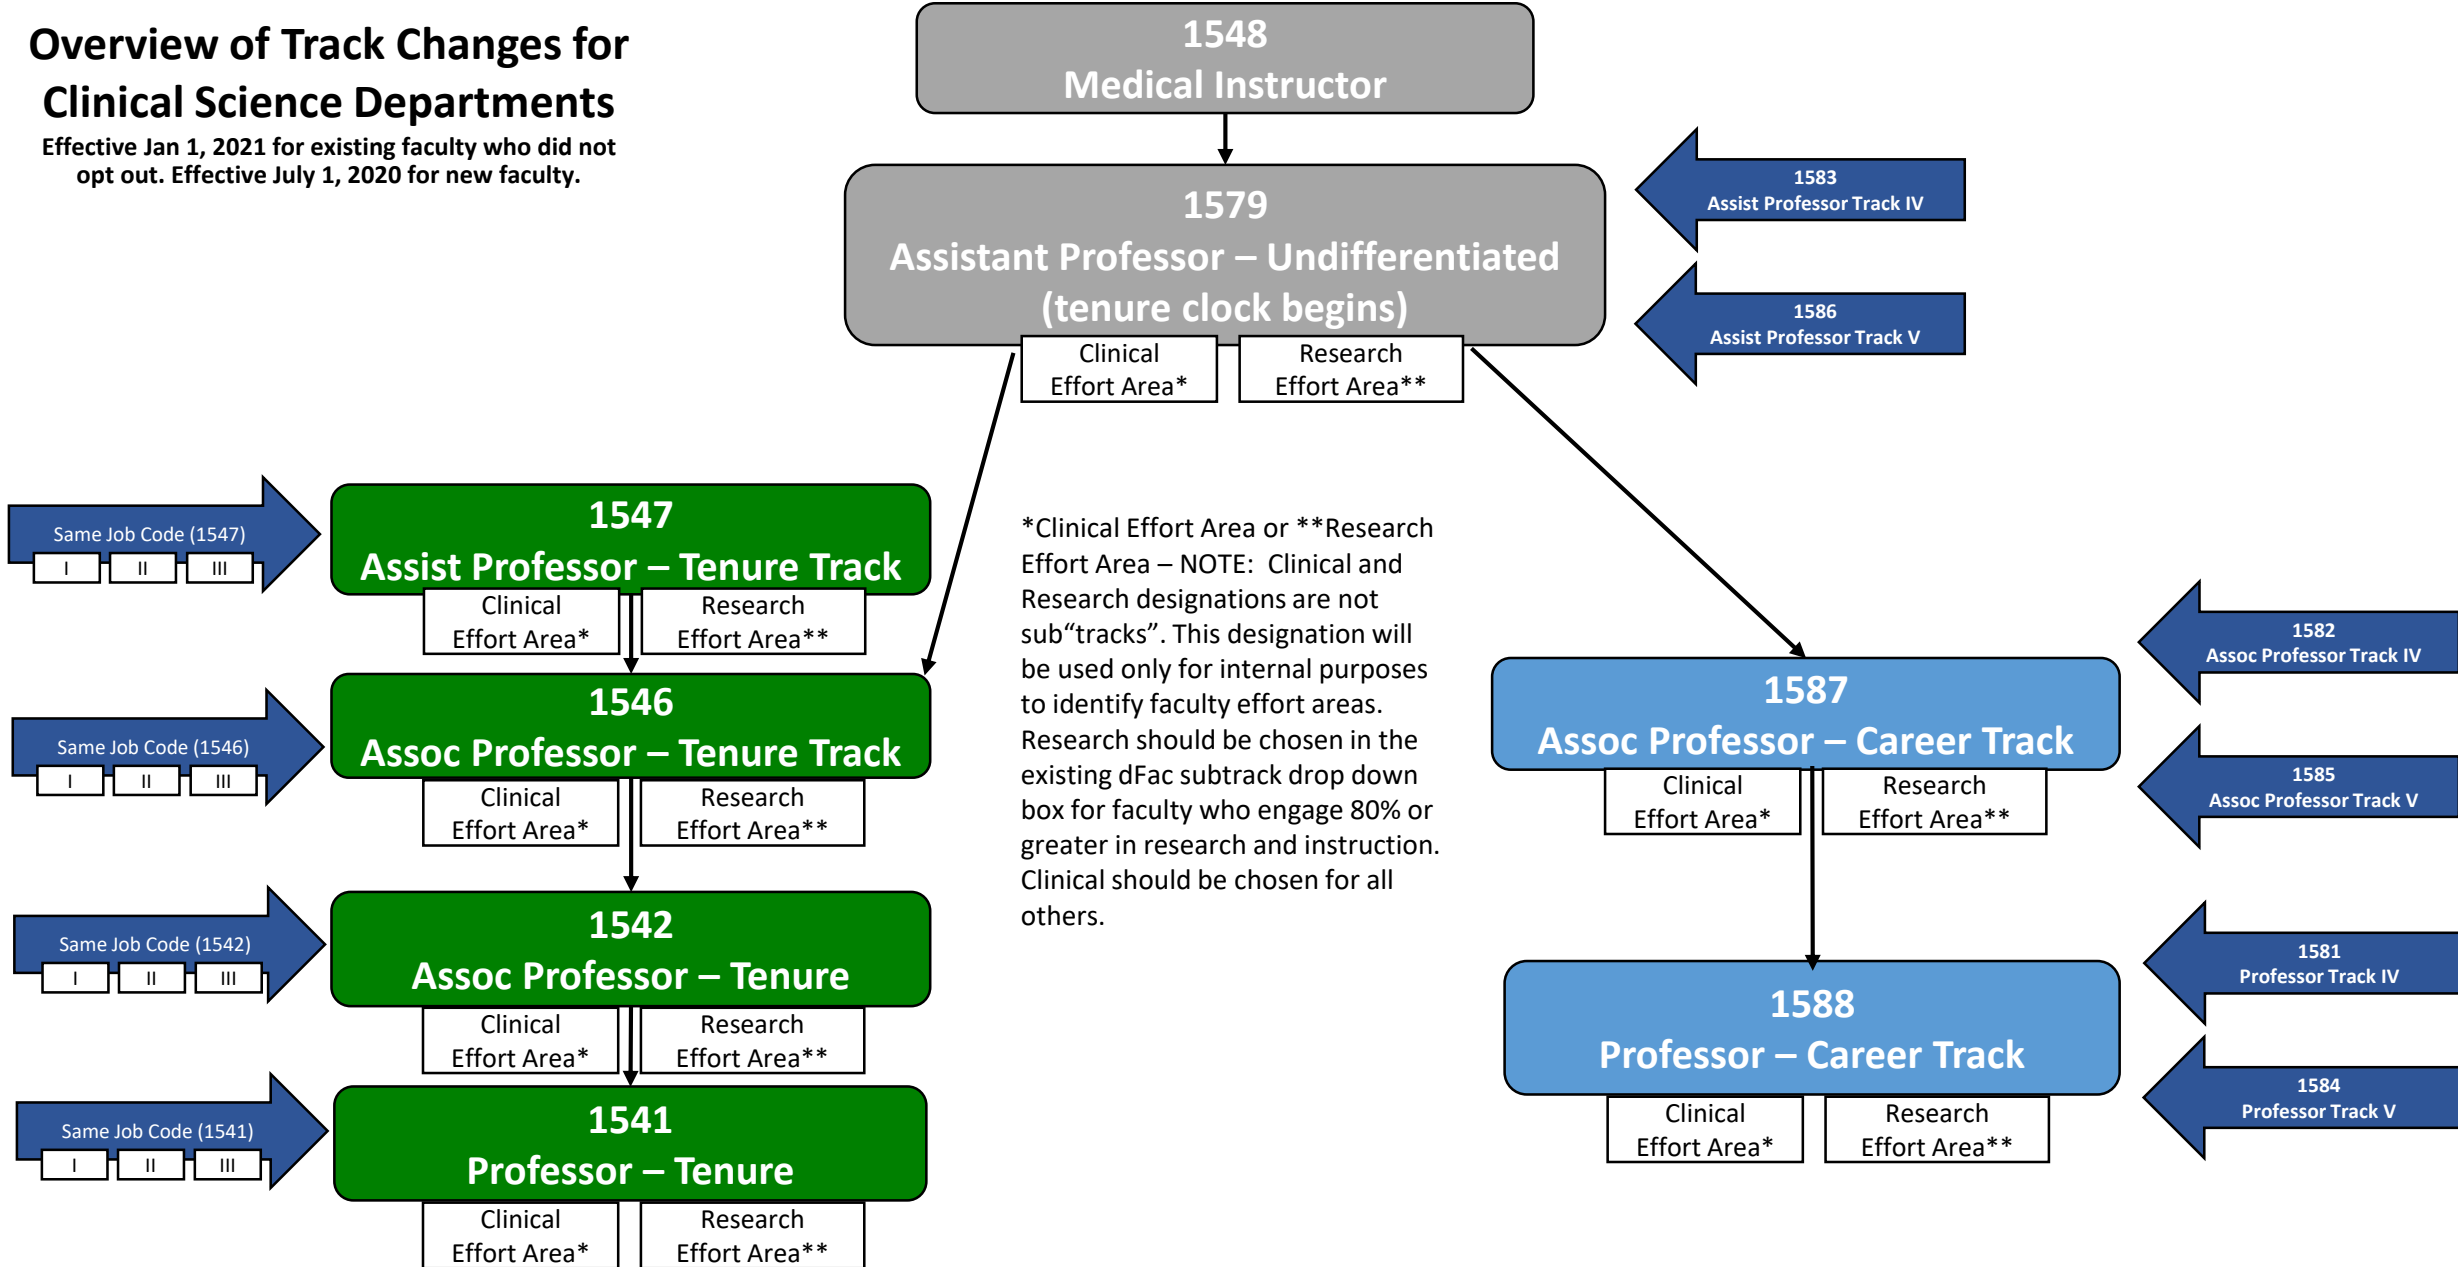 Overview of Track Changes for
Clinical Science Departments
Effective Jan 1, 2021 for existing faculty who did not
opt out. Effective July 1, 2020 for new faculty.
1548
Medical Instructor
1579
Assistant Professor – Undifferentiated
(tenure clock begins)
Clinical
Effort Area*
Research
Effort Area**
1583
Assist Professor Track IV
1586
Assist Professor Track V
Same Job Code (1547)
I
II
III
1547
Assist Professor – Tenure Track
Clinical
Effort Area*
Research
Effort Area**
Same Job Code (1546)
I
II
III
1546
Assoc Professor – Tenure Track
Clinical
Effort Area*
Research
Effort Area**
Same Job Code (1542)
I
II
III
1542
Assoc Professor – Tenure
Clinical
Effort Area*
Research
Effort Area**
Same Job Code (1541)
I
II
III
1541
Professor – Tenure
Clinical
Effort Area*
Research
Effort Area**
*Clinical Effort Area or **Research
Effort Area – NOTE: Clinical and
Research designations are not
sub“tracks”. This designation will
be used only for internal purposes
to identify faculty effort areas.
Research should be chosen in the
existing dFac subtrack drop down
box for faculty who engage 80% or
greater in research and instruction.
Clinical should be chosen for all
others.
1587
Assoc Professor – Career Track
Clinical
Effort Area*
Research
Effort Area**
1582
Assoc Professor Track IV
1585
Assoc Professor Track V
1588
Professor – Career Track
Clinical
Effort Area*
Research
Effort Area**
1581
Professor Track IV
1584
Professor Track V